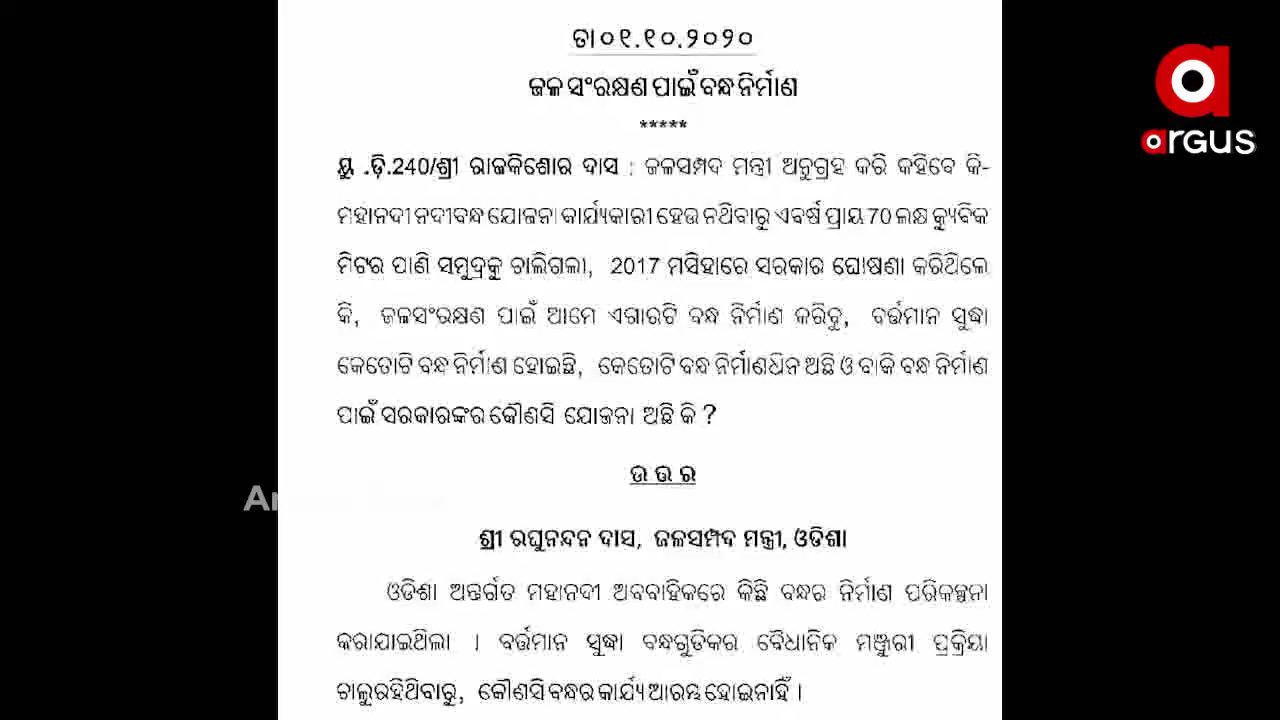 ତା ୦୧.୧୦.୨୦୨୦
ଜଳ ସଂରକ୍ଷଣ ପାଇଁ ବନ୍ଧ ନିର୍ମାଣ
*****
ୟୁ .ଡ଼ି.240/ଶ୍ରୀ ରାଜକିଶୋର ଦାସ : ଜଳସମ୍ପଦ ମନ୍ତ୍ରୀ ଅନୁଗ୍ରହ କରି କହିବେ କି-
ମହାନଦୀ ନଦୀବନ୍ଧ ଯୋଜନା କାର୍ଯ୍ୟକାରୀ ହେଉ ନଥିବାରୁ ଏବର୍ଷ ପ୍ରାୟ 70 ଲକ୍ଷ କ୍ୟୁବିକ
ମିଟର ପାଣି ସମୁଦ୍ରକୁ ଚାଲିଗଲା, 2017 ମସିହାରେ ସରକାର ଘୋଷଣା କରିଥିଲେ
କି, ଜଳସଂରକ୍ଷଣ ପାଇଁ ଆମେ ଏଗାରଟି ବନ୍ଧ ନିର୍ମାଣ କରିବୁ, ବର୍ତ୍ତମାନ ସୁଦ୍ଧା
କେତୋଟି ବନ୍ଧ ନିର୍ମାଣ ହୋଇଛି, କେତୋଟି ବନ୍ଧ ନିର୍ମାଣଧିନ ଅଛି ଓ ବାକି ବନ୍ଧ ନିର୍ମାଣ
ପାଇଁ ସରକାରଙ୍କର କୌଣସି ଯୋଜନା ଅଛି କି ?
ଉ ତ୍ତ ର
ଶ୍ରୀ ରଘୁନନ୍ଦନ ଦାସ, ଜଳସମ୍ପଦ ମନ୍ତ୍ରୀ, ଓଡିଶା
ଓଡିଶା ଅନ୍ତର୍ଗତ ମହାନଦୀ ଅବବାହିକରେ କିଛି ବନ୍ଧର ନିର୍ମାଣ ପରିକଳ୍ପନା
କରାଯାଇଥିଲା । ବର୍ତ୍ତମାନ ସୁଦ୍ଧା ବନ୍ଧଗୁଡିକର ବୈଧାନିକ ମଞ୍ଜୁରୀ ପ୍ରକ୍ରିୟା
ଚାଲୁରହିଥିବାରୁ, କୌଣସି ବନ୍ଧର କାର୍ଯ୍ୟ ଆରମ୍ଭ ହୋଇନାହିଁ ।
argus